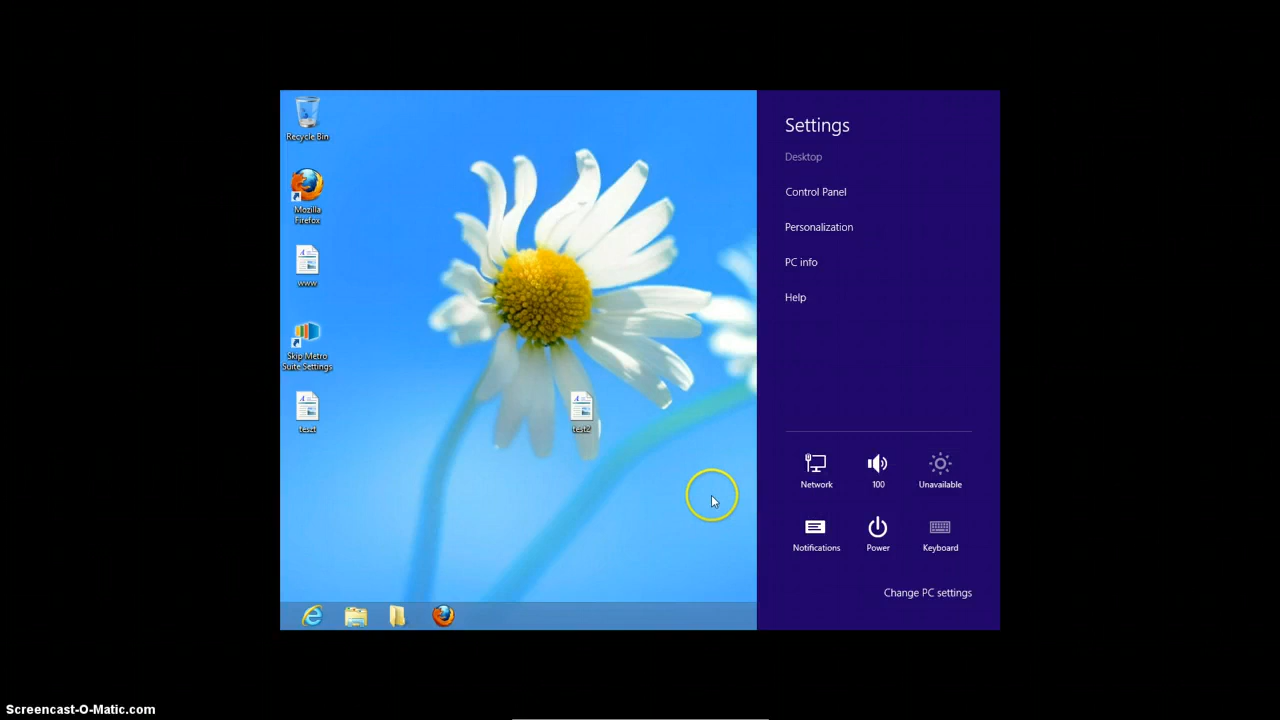 Recycle Bin
Mozilla
Firefox
www
Skip Metro
Suite Settings
teszt
test2
Settings
Desktop
Control Panel
Personalization
PC info
Help
Network
100
Unavailable
Notifications
Power
Keyboard
Change PC settings
Screencast-O-Matic.com